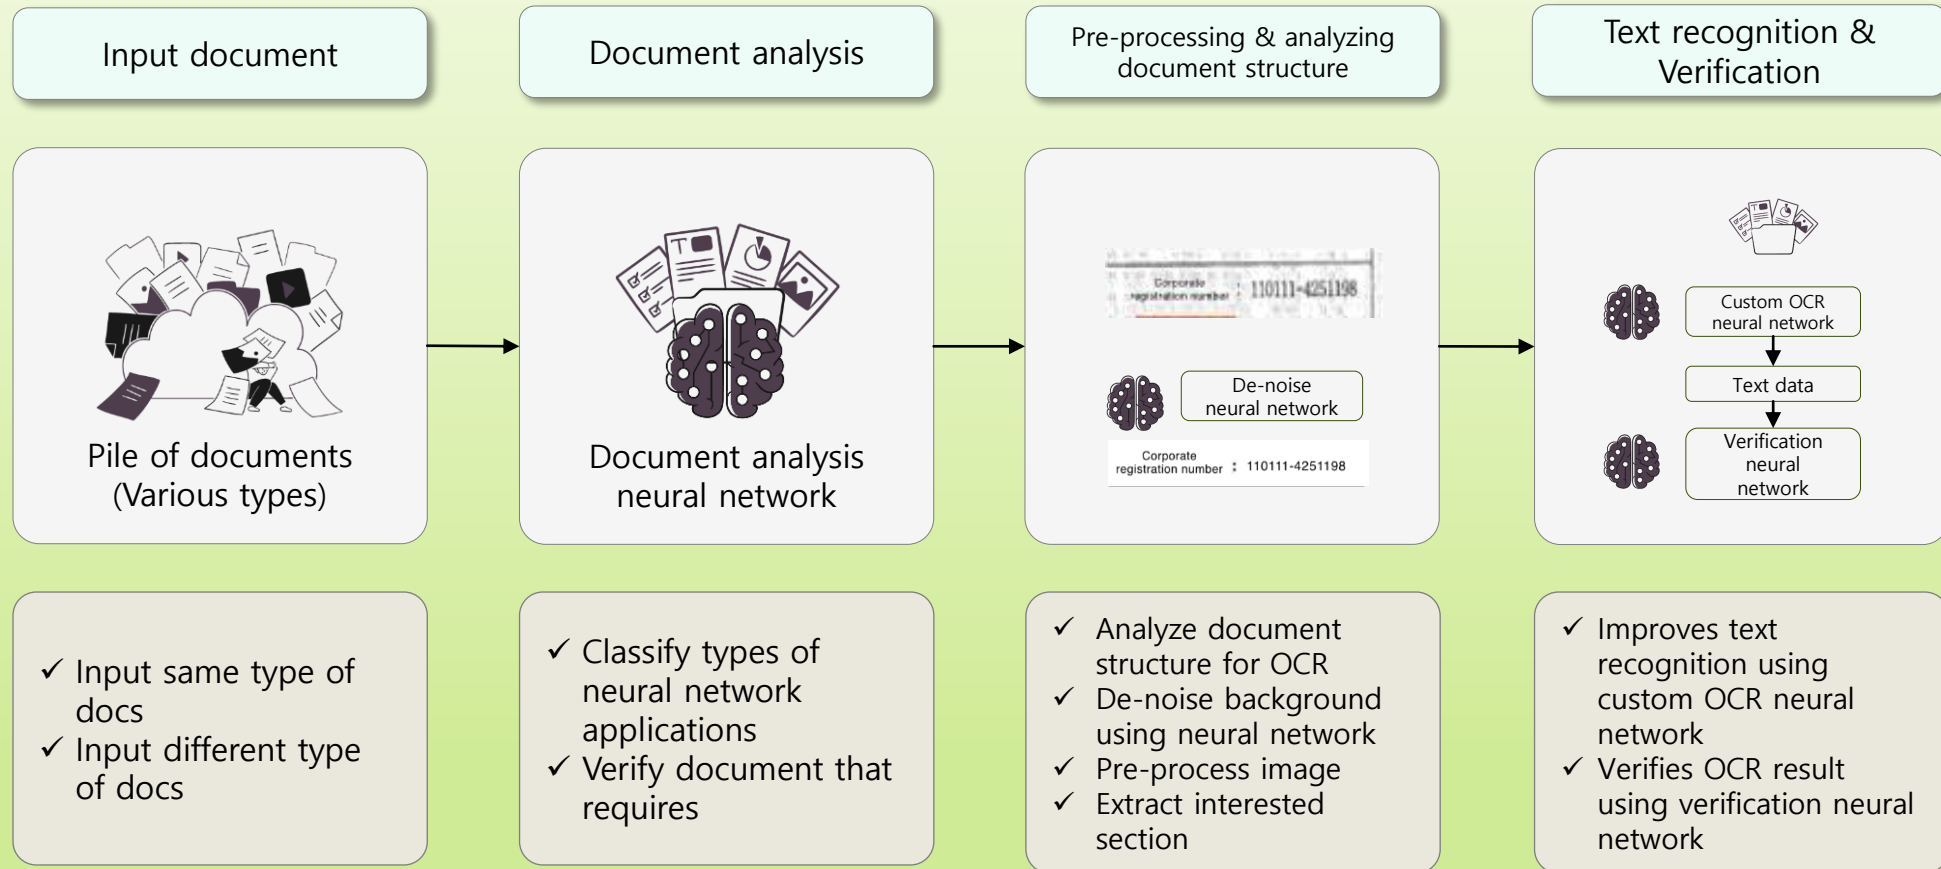 Input document
Document analysis
Pre-processing & analyzing
document structure
Text recognition &
Verification
Pile of documents
(Various types)
Document analysis
neural network
Corporate
registration number : 110111-4251198
De-noise
neural network
Corporate
registration number : 110111-4251198
Custom OCR
neural network
Text data
Verification
neural
network
✓ Input same type of
docs
✓ Input different type
of docs
✓ Classify types of
neural network
applications
✓ Verify document that
requires
✓ Analyze document
structure for OCR
✓ De-noise background
using neural network
✓ Pre-process image
✓ Extract interested
section
✓ Improves text
recognition using
custom OCR neural
network
✓ Verifies OCR result
using verification neural
network